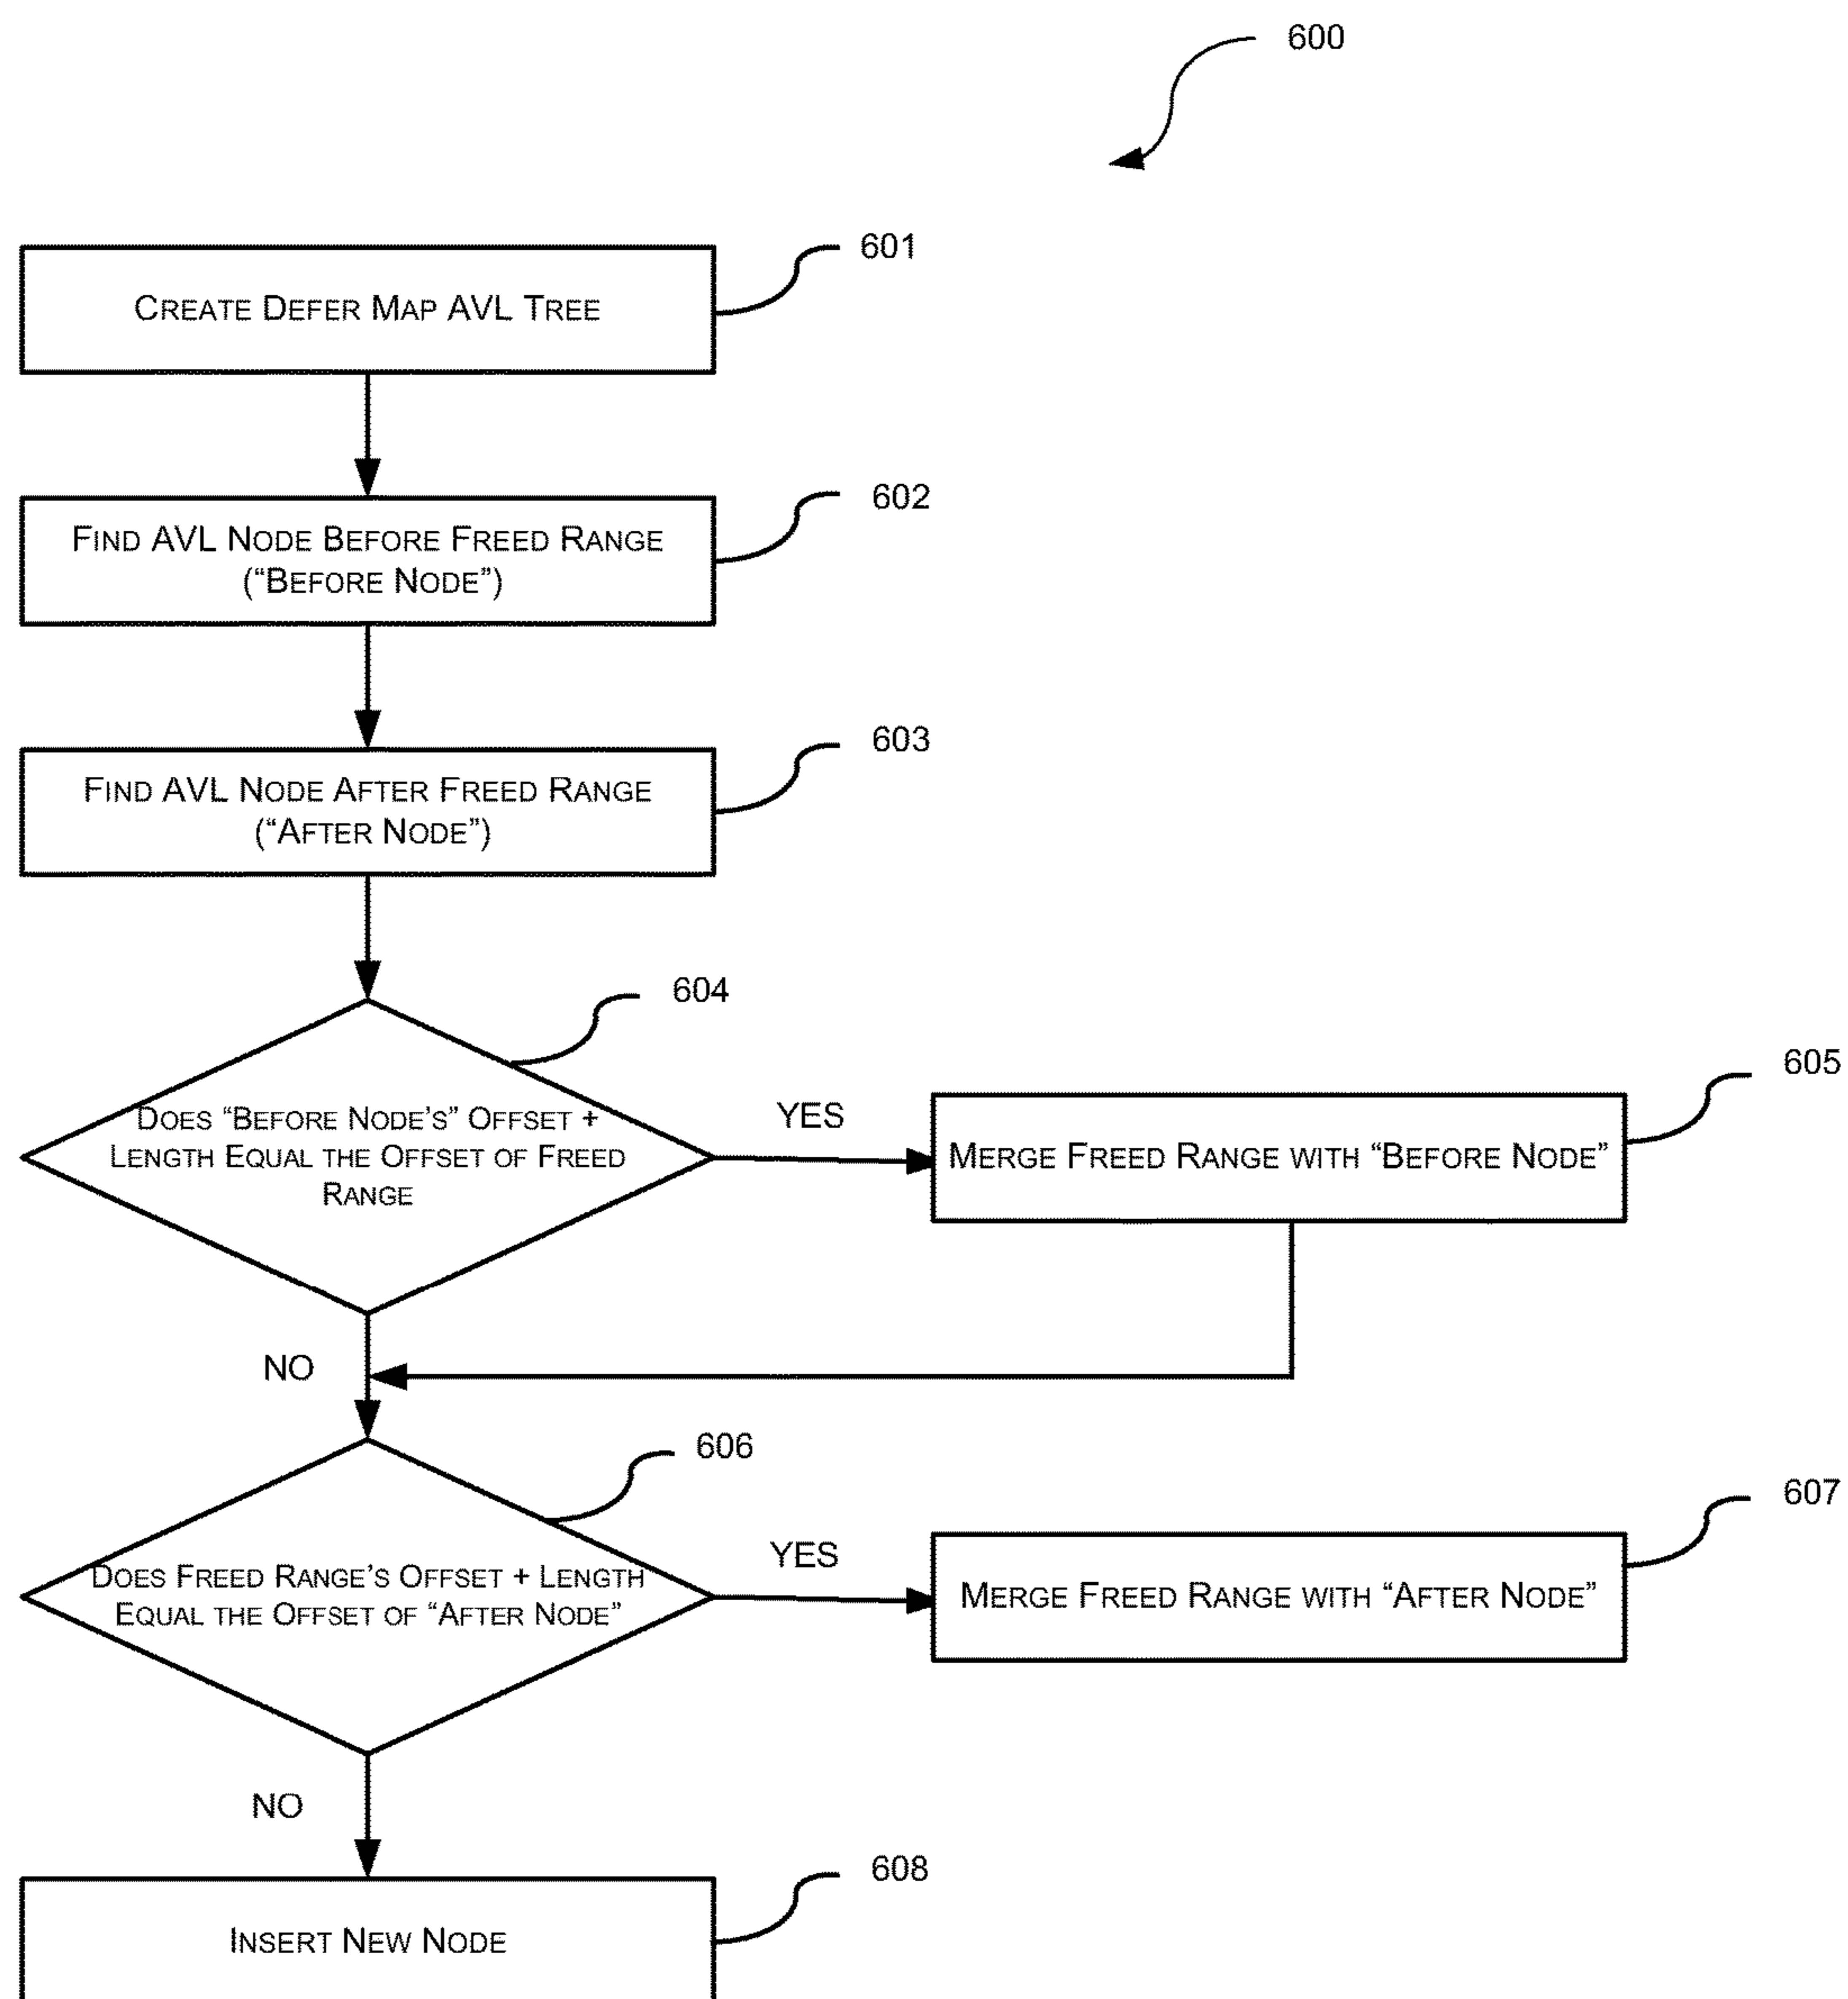 600
601
CREATE DEFER MAP AVL TREE
602
FIND AVL NODE BEFORE FREED RANGE
(“BEFORE NODE”)
603
FIND AVL NODE AFTER FREED RANGE
(“AFTER NODE”)
604
DOES “BEFORE NODE’S” OFFSET +
LENGTH EQUAL THE OFFSET OF FREED
RANGE
YES
605
MERGE FREED RANGE WITH “BEFORE NODE”
NO
606
DOES FREED RANGE’S OFFSET + LENGTH
EQUAL THE OFFSET OF “AFTER NODE”
YES
607
MERGE FREED RANGE WITH “AFTER NODE”
NO
608
INSERT NEW NODE